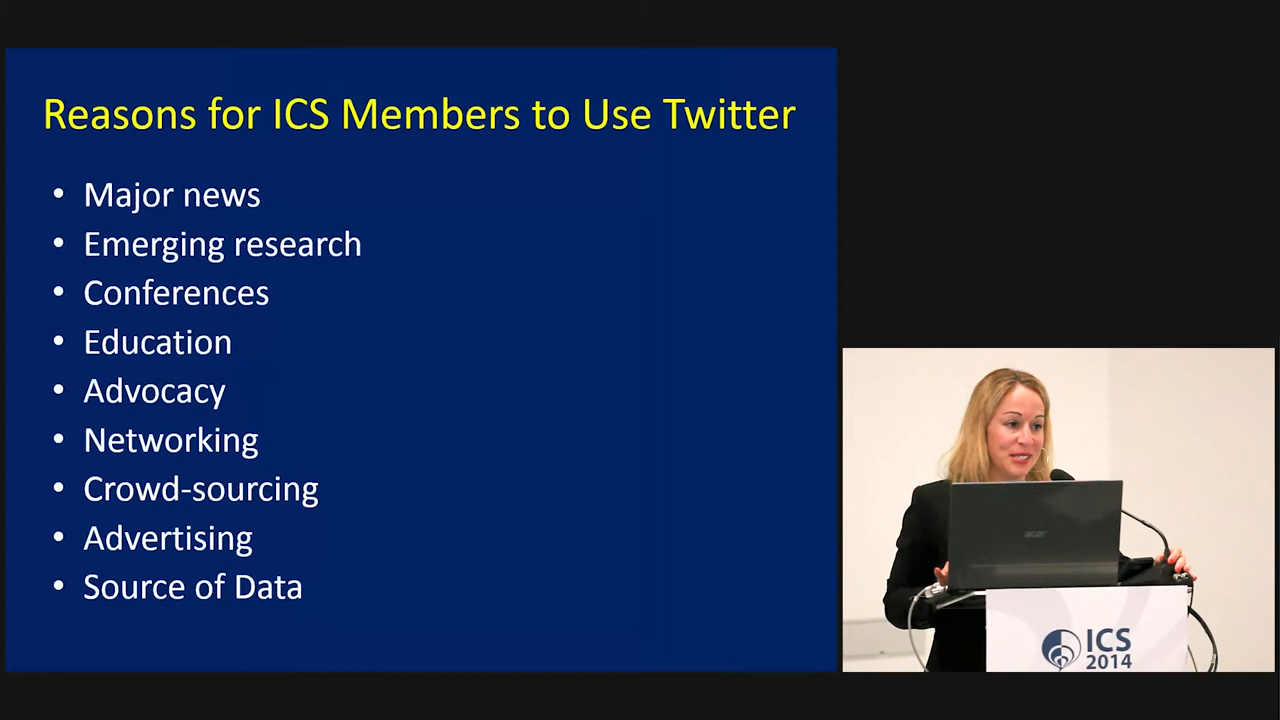 Reasons for ICS Members to Use Twitter
• Major news
• Emerging research
• Conferences
• Education
• Advocacy
• Networking
• Crowd-sourcing
• Advertising
• Source of Data
acer
ICS
2014